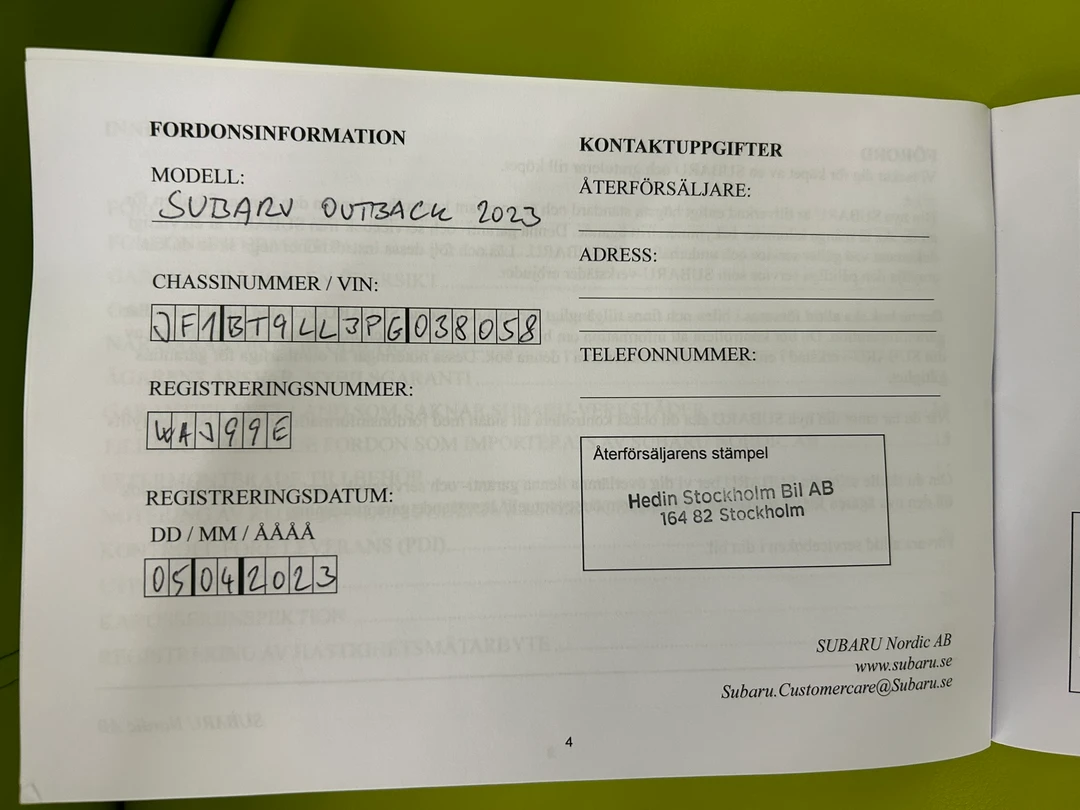 FORDONSINFORMATION
MODELL:
SUBARU OUTBACK 2023
CHASSINUMMER / VIN:
JF1BT9LL3PG038058
REGISTRERINGSNUMMER:
WAJ99E
REGISTRERINGSDATUM:
DD / MM / ÅÅÅÅ
05042023
KONTAKTUPPGIFTER
ÅTERFÖRSÄLJARE:
ADRESS:
TELEFONNUMMER:
Återförsäljarens stämpel
Hedin Stockholm Bil AB
164 82 Stockholm
SUBARU Nordic AB
www.subaru.se
Subaru.Customercare@Subaru.se
4